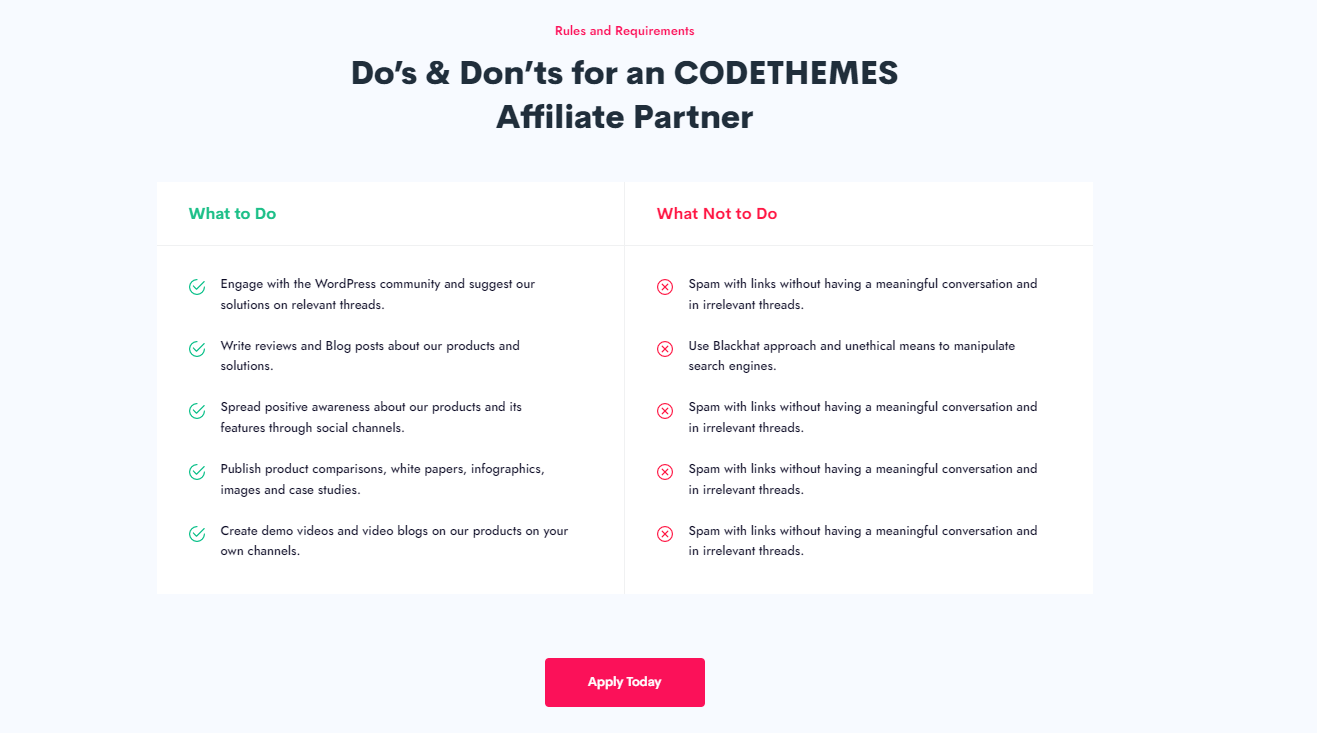 Rules and Requirements
Do's & Don'ts for an CODETHEMES
Affiliate Partner
What to Do
Engage with the WordPress community and suggest our
solutions on relevant threads.
Write reviews and Blog posts about our products and
solutions.
Spread positive awareness about our products and its
features through social channels.
Publish product comparisons, white papers, infographics,
images and case studies.
Create demo videos and video blogs on our products on your
own channels.
What Not to Do
Spam with links without having a meaningful conversation and
in irrelevant threads.
Use Blackhat approach and unethical means to manipulate
search engines.
Spam with links without having a meaningful conversation and
in irrelevant threads.
Spam with links without having a meaningful conversation and
in irrelevant threads.
Spam with links without having a meaningful conversation and
in irrelevant threads.
Apply Today